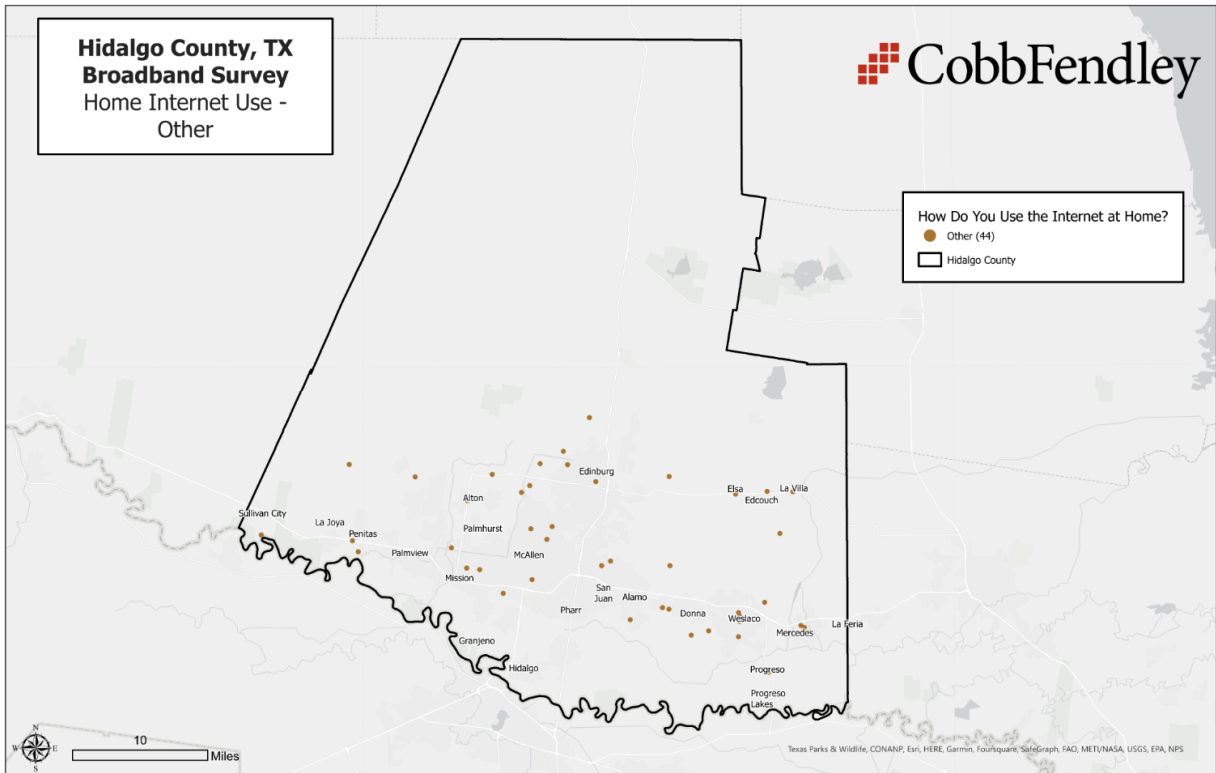 Hidalgo County, TX
Broadband Survey
Home Internet Use -
Other
CobbFendley
How Do You Use the Internet at Home?
Other (44)
Hidalgo County
Edinburg
Elsa
La Villa
Edcouch
Alton
Sullivan City
La Joya
Penitas
Palmhurst
Palmview
McAllen
Mission
San
Juan
Alamo
Pharr
Donna
Weslaco
Mercedes
La Feria
Granjeno
Hidalgo
Progreso
Progreso
Lakes
N
W
E
S
10
Miles
Texas Parks & Wildlife, CONANP, Esri, HERE, Garmin, Foursquare, SafeGraph, FAO, METI/NASA, USGS, EPA, NPS